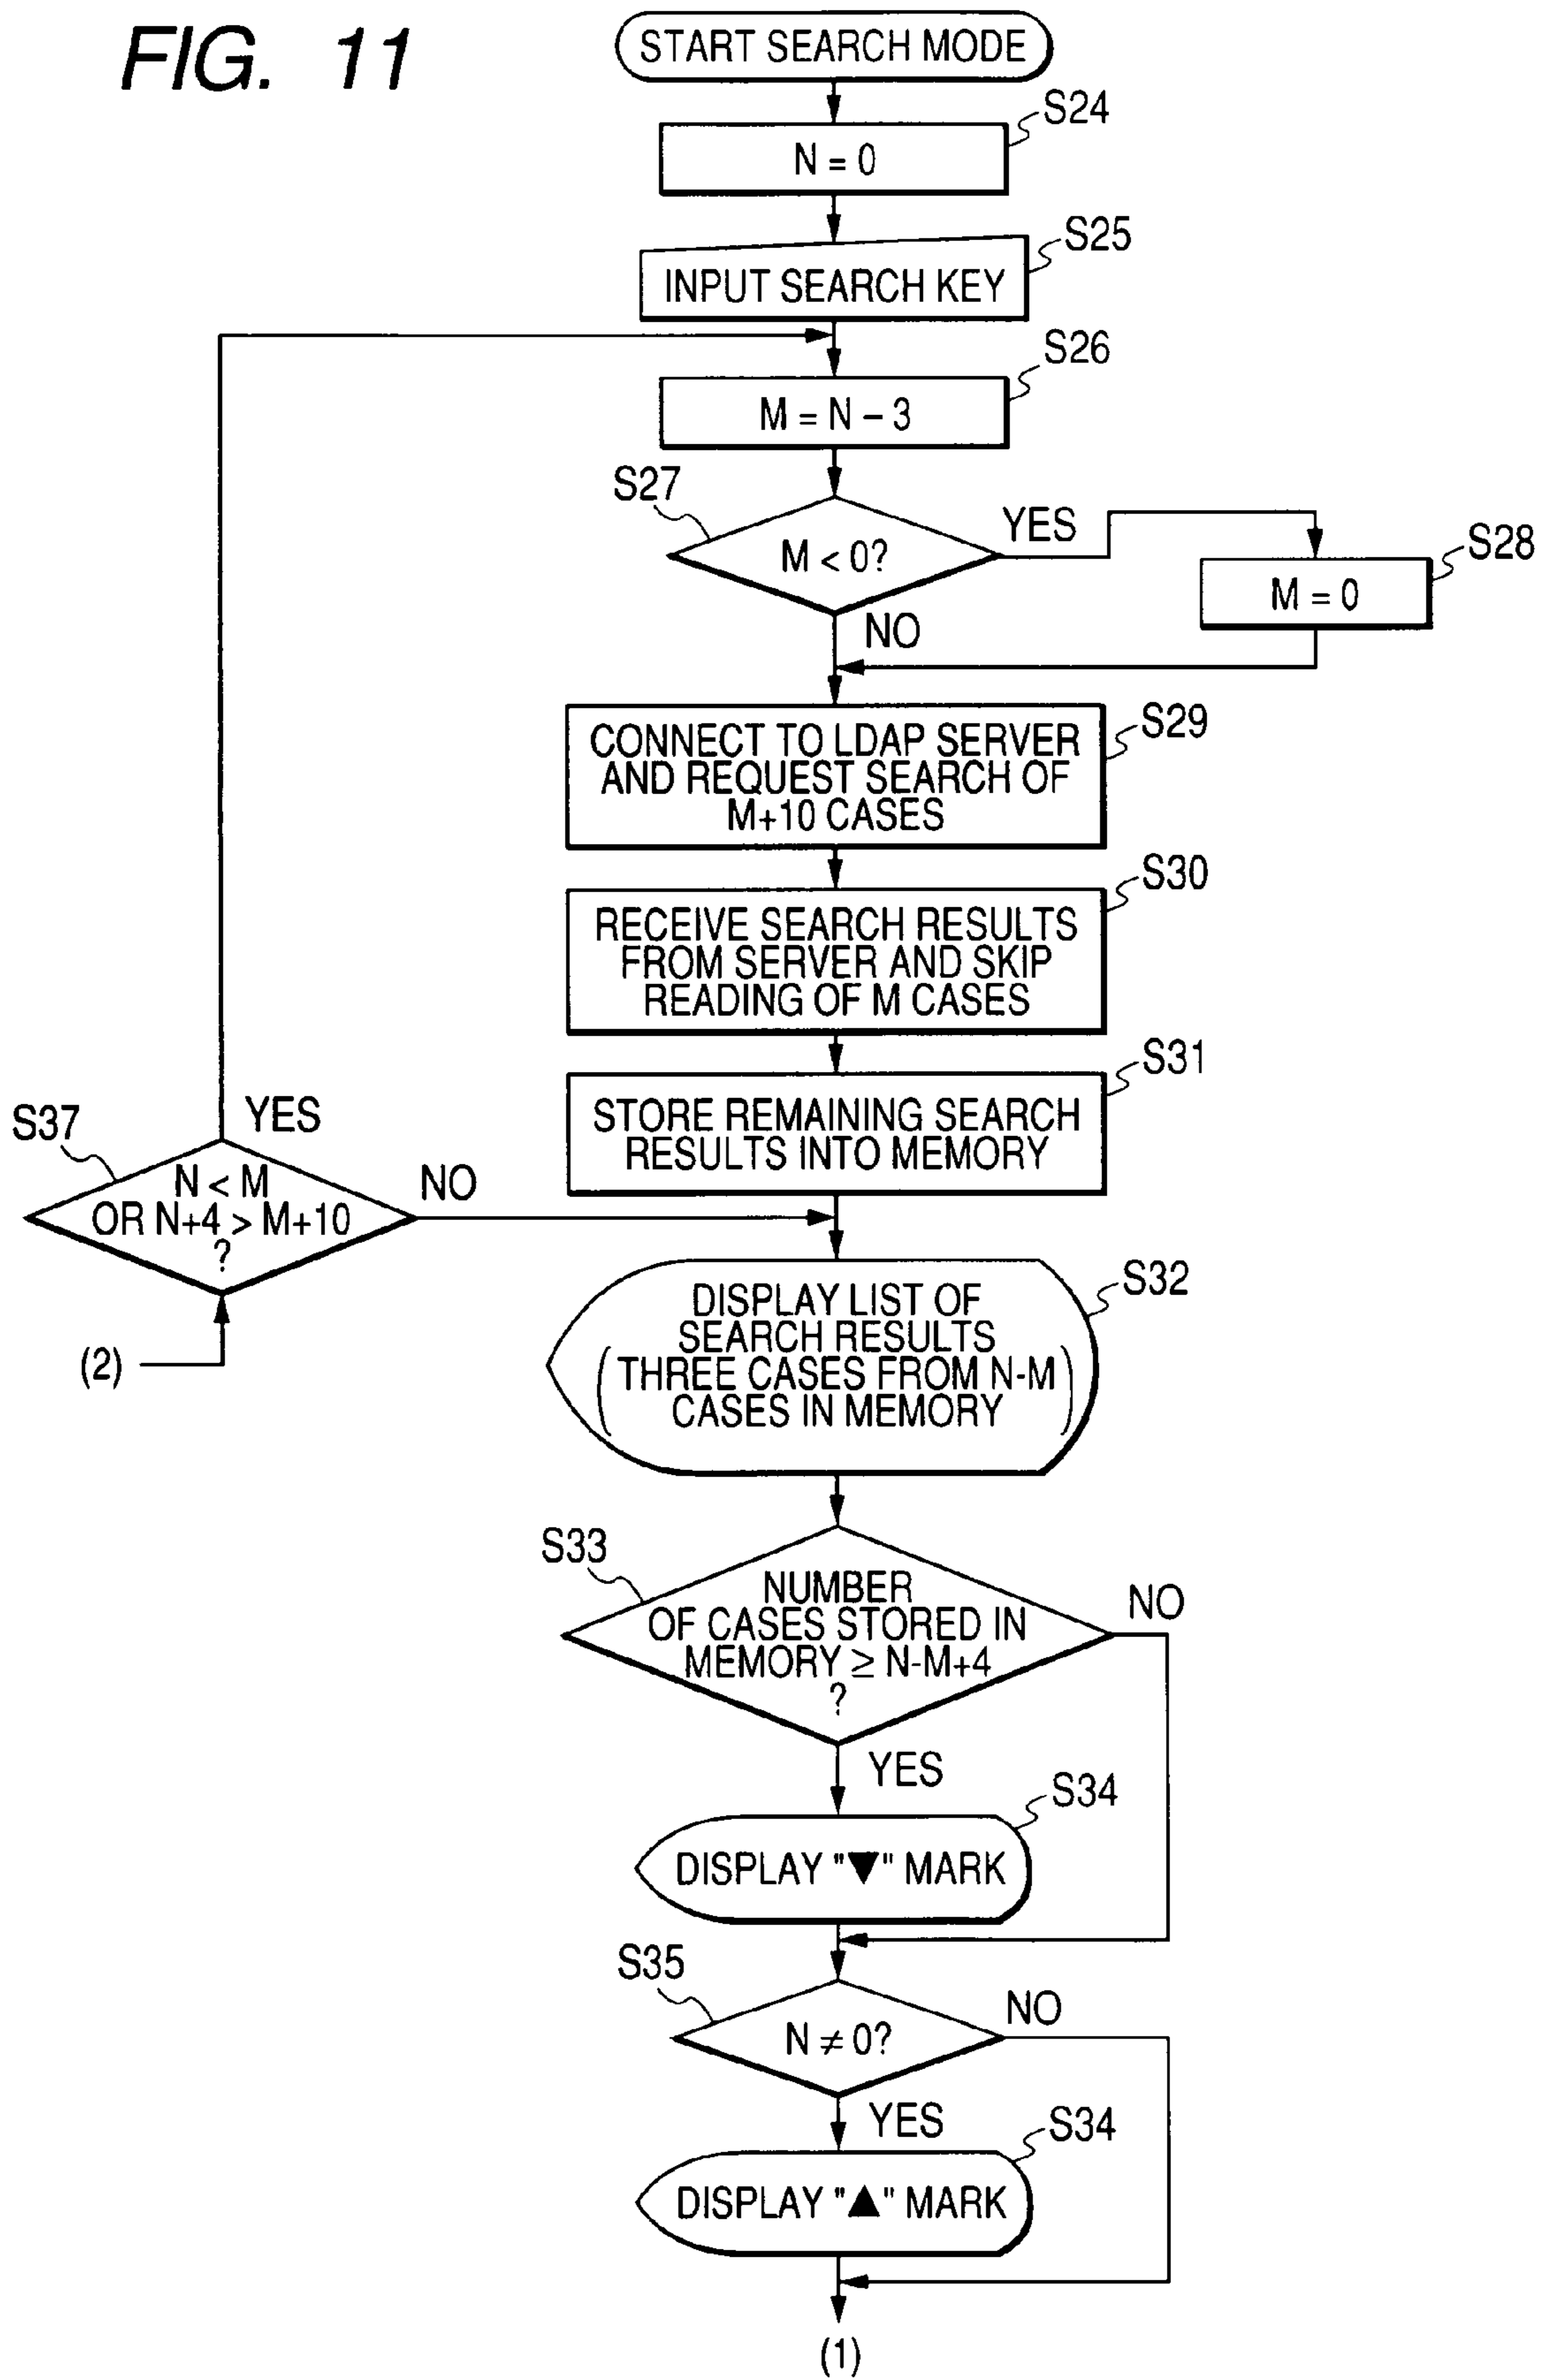 FIG. 11
START SEARCH MODE
S24
N = 0
S25
INPUT SEARCH KEY
S26
M = N – 3
S27
M < 0?
YES
S28
M = 0
NO
S29
CONNECT TO LDAP SERVER
AND REQUEST SEARCH OF
M+10 CASES
S30
RECEIVE SEARCH RESULTS
FROM SERVER AND SKIP
READING OF M CASES
S31
STORE REMAINING SEARCH
RESULTS INTO MEMORY
S37
YES
N < M
OR N+4 > M+10
?
NO
(2)
S32
DISPLAY LIST OF
SEARCH RESULTS
(THREE CASES FROM N-M
CASES IN MEMORY)
S33
NUMBER
OF CASES STORED IN
MEMORY ≥ N-M+4
?
NO
YES
S34
DISPLAY "▼" MARK
S35
N ≠ 0?
NO
YES
S34
DISPLAY "▲" MARK
(1)